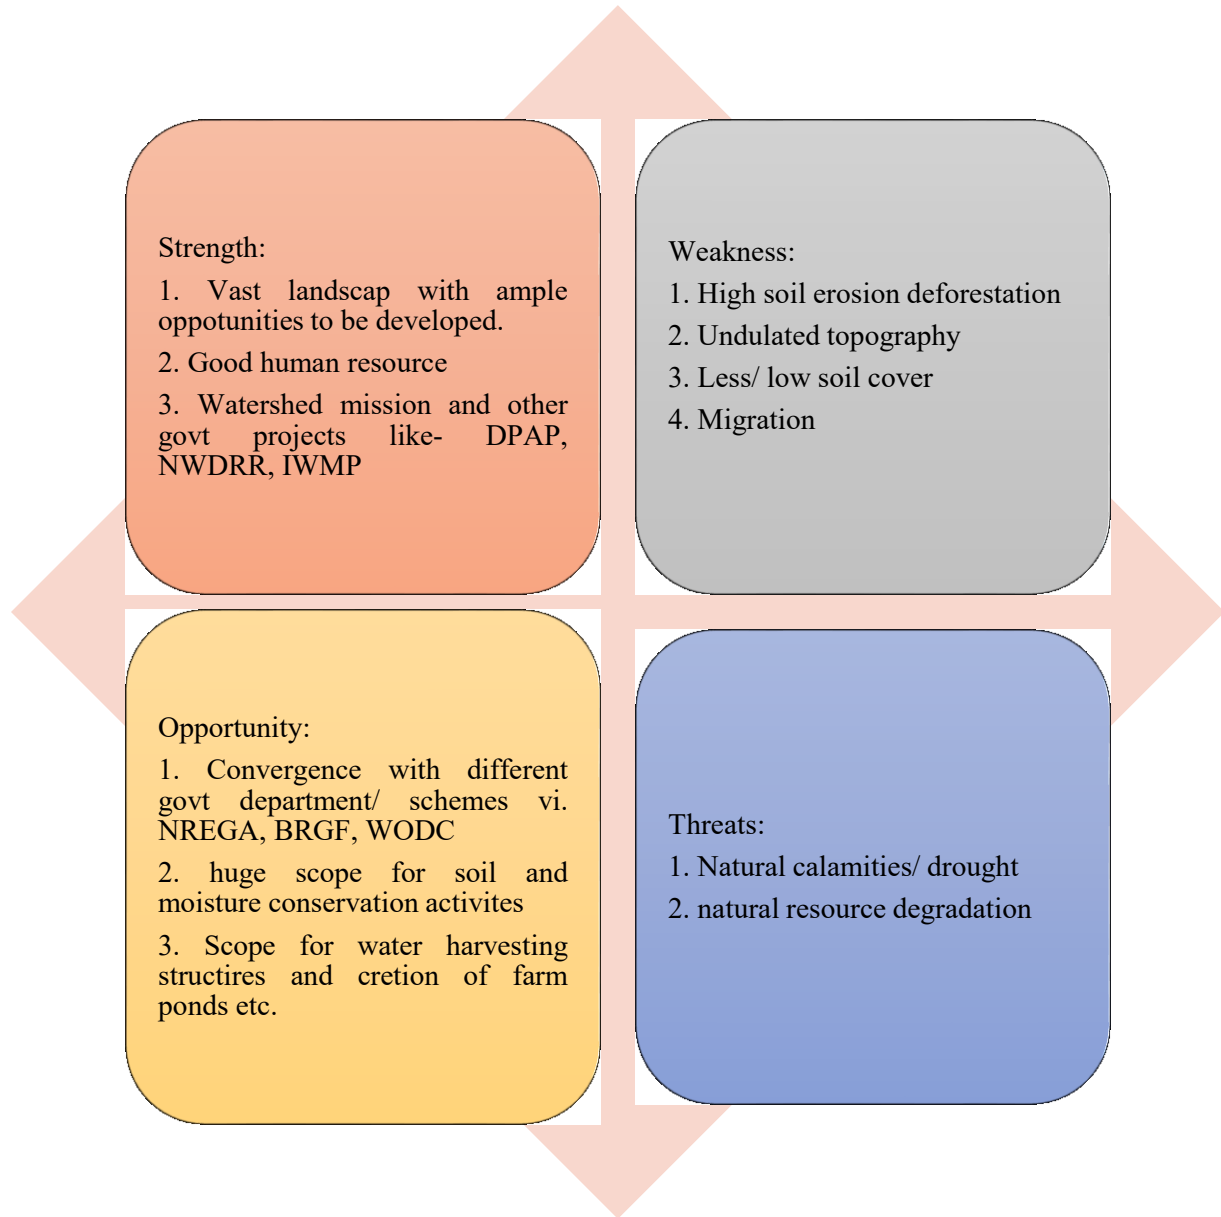 Strength:
1. Vast landscap with ample
oppotunities to be developed.
2. Good human resource
3. Watershed mission and other
govt projects like- DPAP,
NWDRR, IWMP
Weakness:
1. High soil erosion deforestation
2. Undulated topography
3. Less/ low soil cover
4. Migration
Opportunity:
1. Convergence with different
govt department/ schemes vi.
NREGA, BRGF, WODC
2. huge scope for soil and
moisture conservation activites
3. Scope for water harvesting
structires and cretion of farm
ponds etc.
Threats:
1. Natural calamities/ drought
2. natural resource degradation